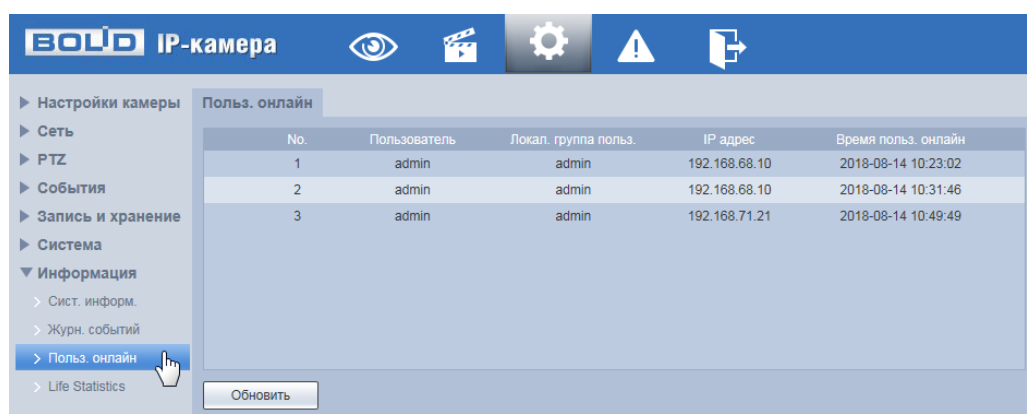 BOLID IP-камера
Настройки камеры
Сеть
PTZ
События
Запись и хранение
Система
Информация
Сист. информ.
Журн. событий
Польз. онлайн
Life Statistics
Польз. онлайн
No. Пользователь Локал. группа польз. IP адрес Время польз. онлайн
1 admin admin 192.168.68.10 2018-08-14 10:23:02
2 admin admin 192.168.68.10 2018-08-14 10:31:46
3 admin admin 192.168.71.21 2018-08-14 10:49:49
Обновить